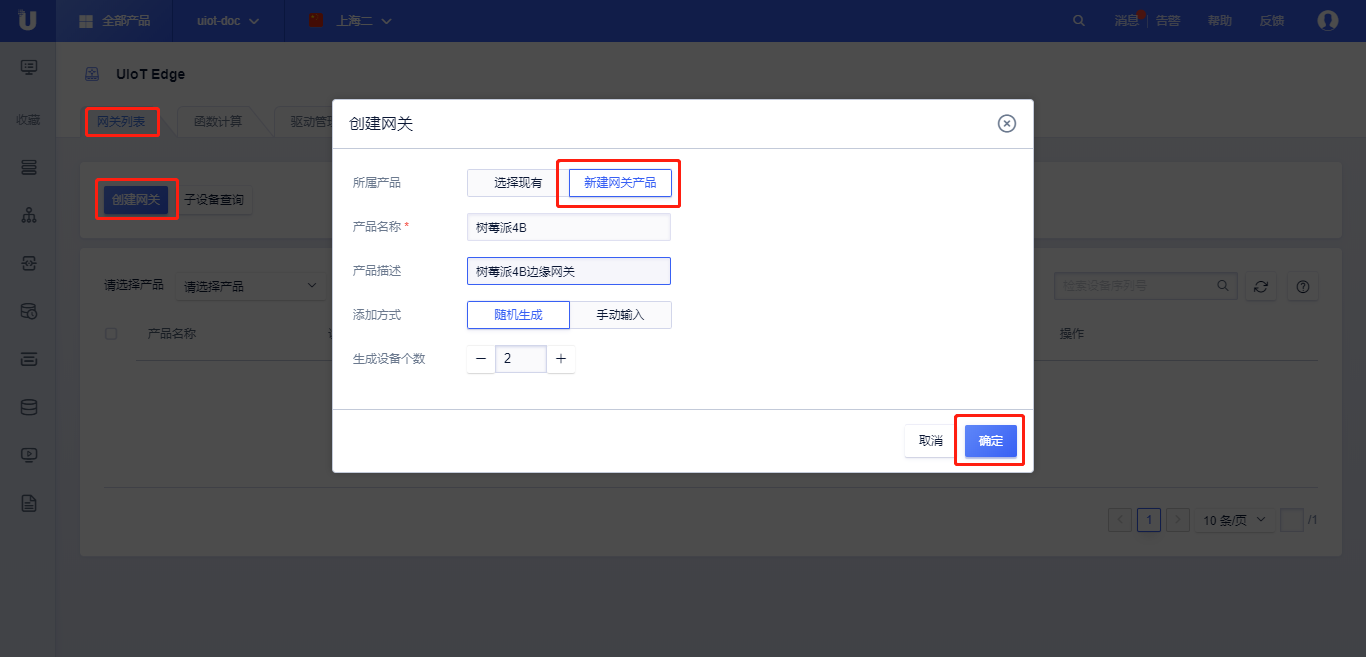 全部产品
uiot-doc
上海二
消息
告警
帮助
反馈
UIoT Edge
收藏
网关列表
函数计算
驱动管理
创建网关
子设备查询
请选择产品
请选择产品
检索设备序列号
产品名称
操作
创建网关
所属产品
选择现有
新建网关产品
产品名称 *
树莓派4B
产品描述
树莓派4B边缘网关
添加方式
随机生成
手动输入
生成设备个数
2
取消
确定
1
10 条/页
/1